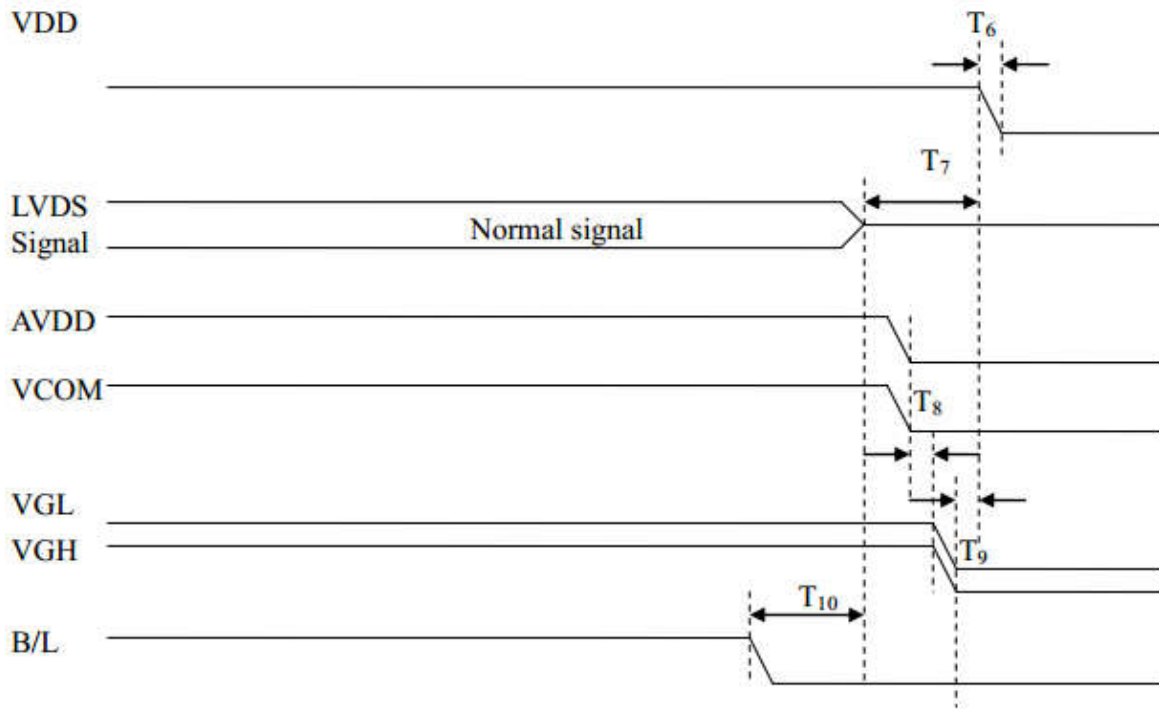 VDD
T₆
T₇
LVDS
Signal
Normal signal
AVDD
VCOM
T₈
VGL
VGH
T₉
T₁₀
B/L